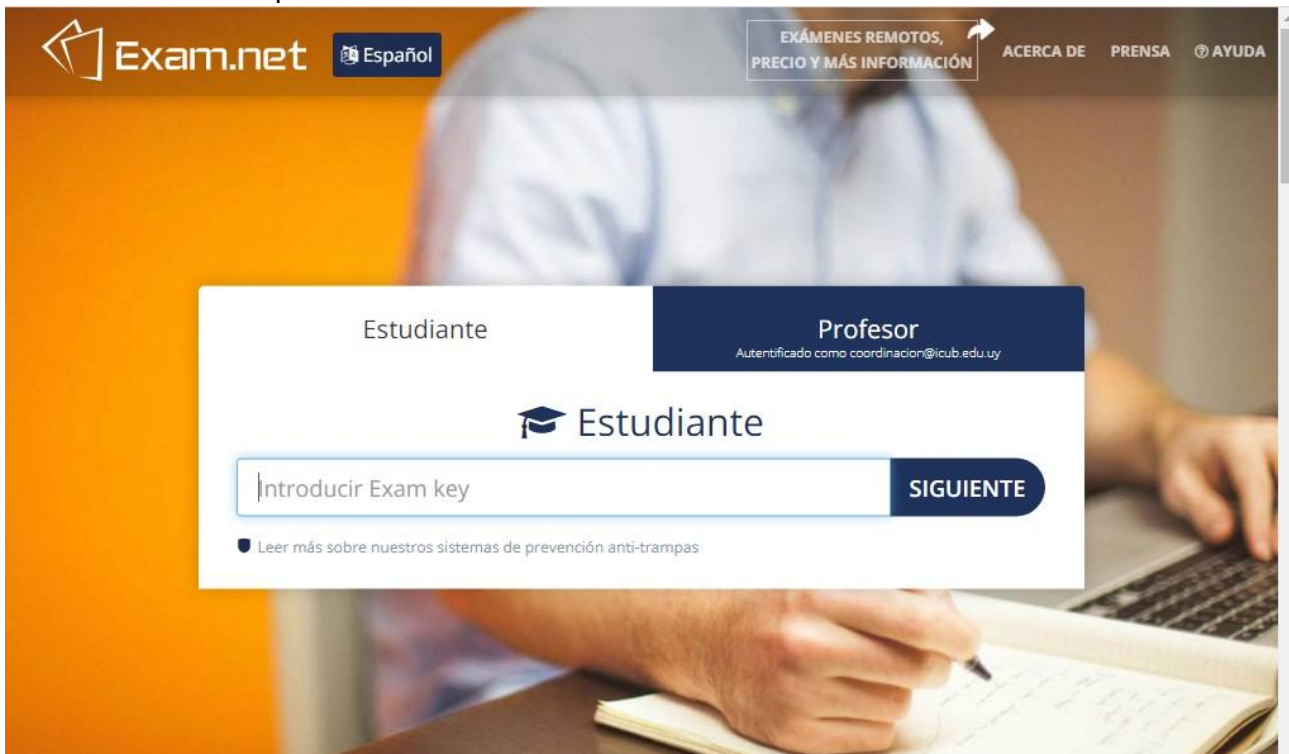 Exam.net
Español
EXÁMENES REMOTOS,
PRECIO Y MÁS INFORMACIÓN
ACERCA DE
PRENSA
AYUDA
Estudiante
Profesor
Autentificado como coordinacion@icub.edu.uy
Estudiante
Introducir Exam key
SIGUIENTE
Leer más sobre nuestros sistemas de prevención anti-trampas